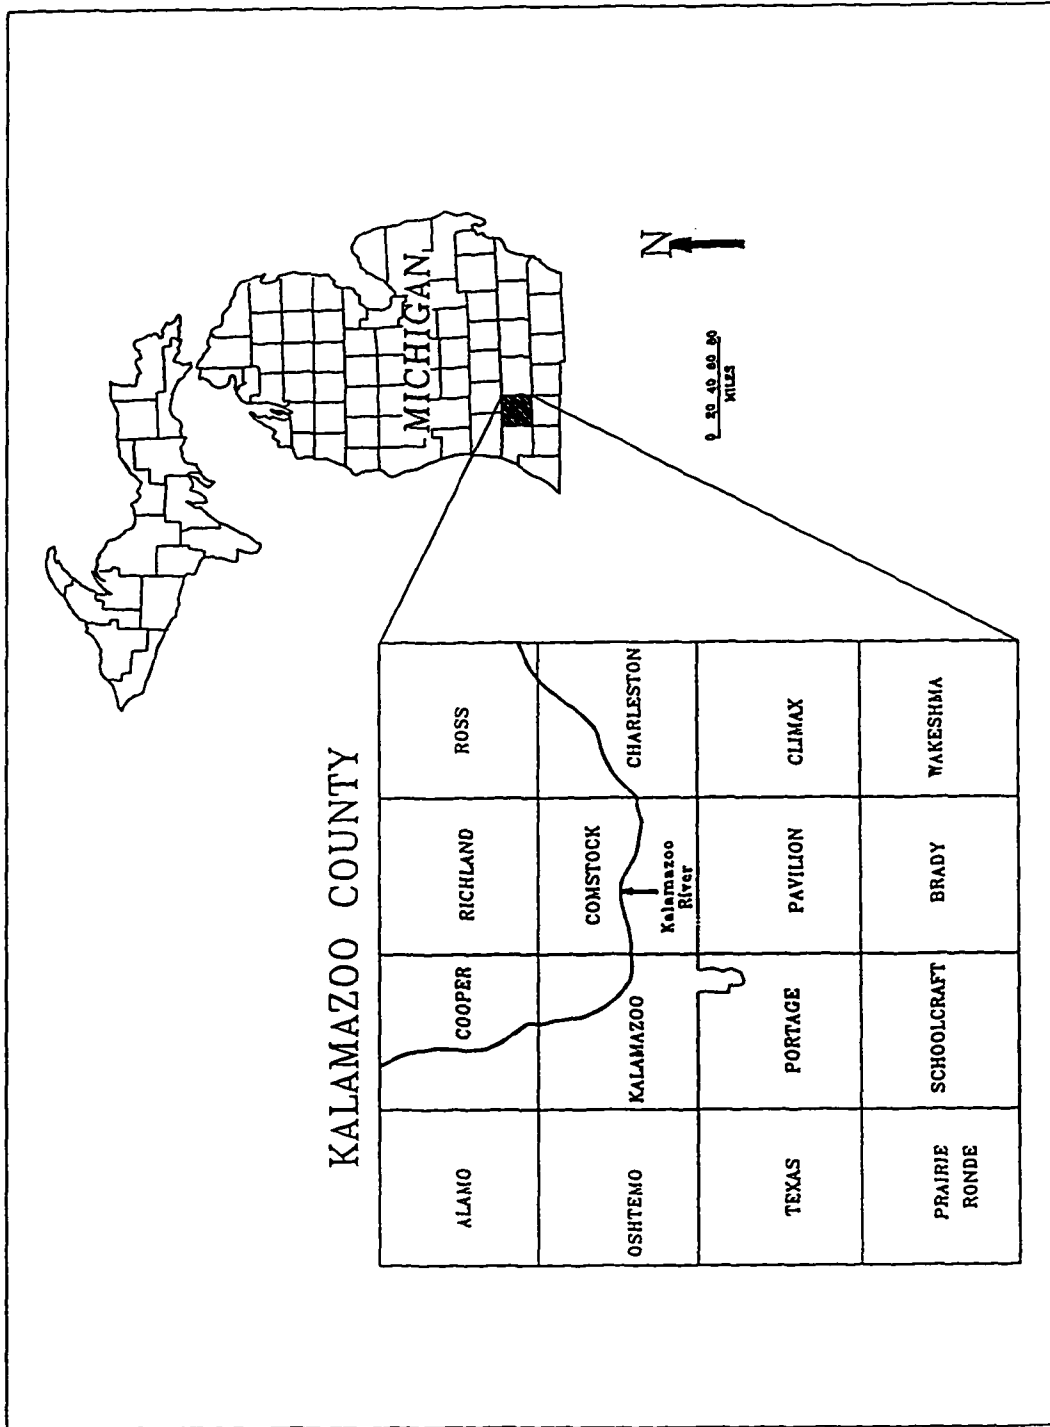 KALAMAZOO COUNTY
ALAMO
COOPER
RICHLAND
ROSS
OSHTEMO
KALAMAZOO
COMSTOCK
Kalamazoo
River
CHARLESTON
TEXAS
PORTAGE
PAVILION
CLIMAX
PRAIRIE
RONDE
SCHOOLCRAFT
BRADY
WAKESHMA
MICHIGAN
0 20 40 60 80
MILES
N